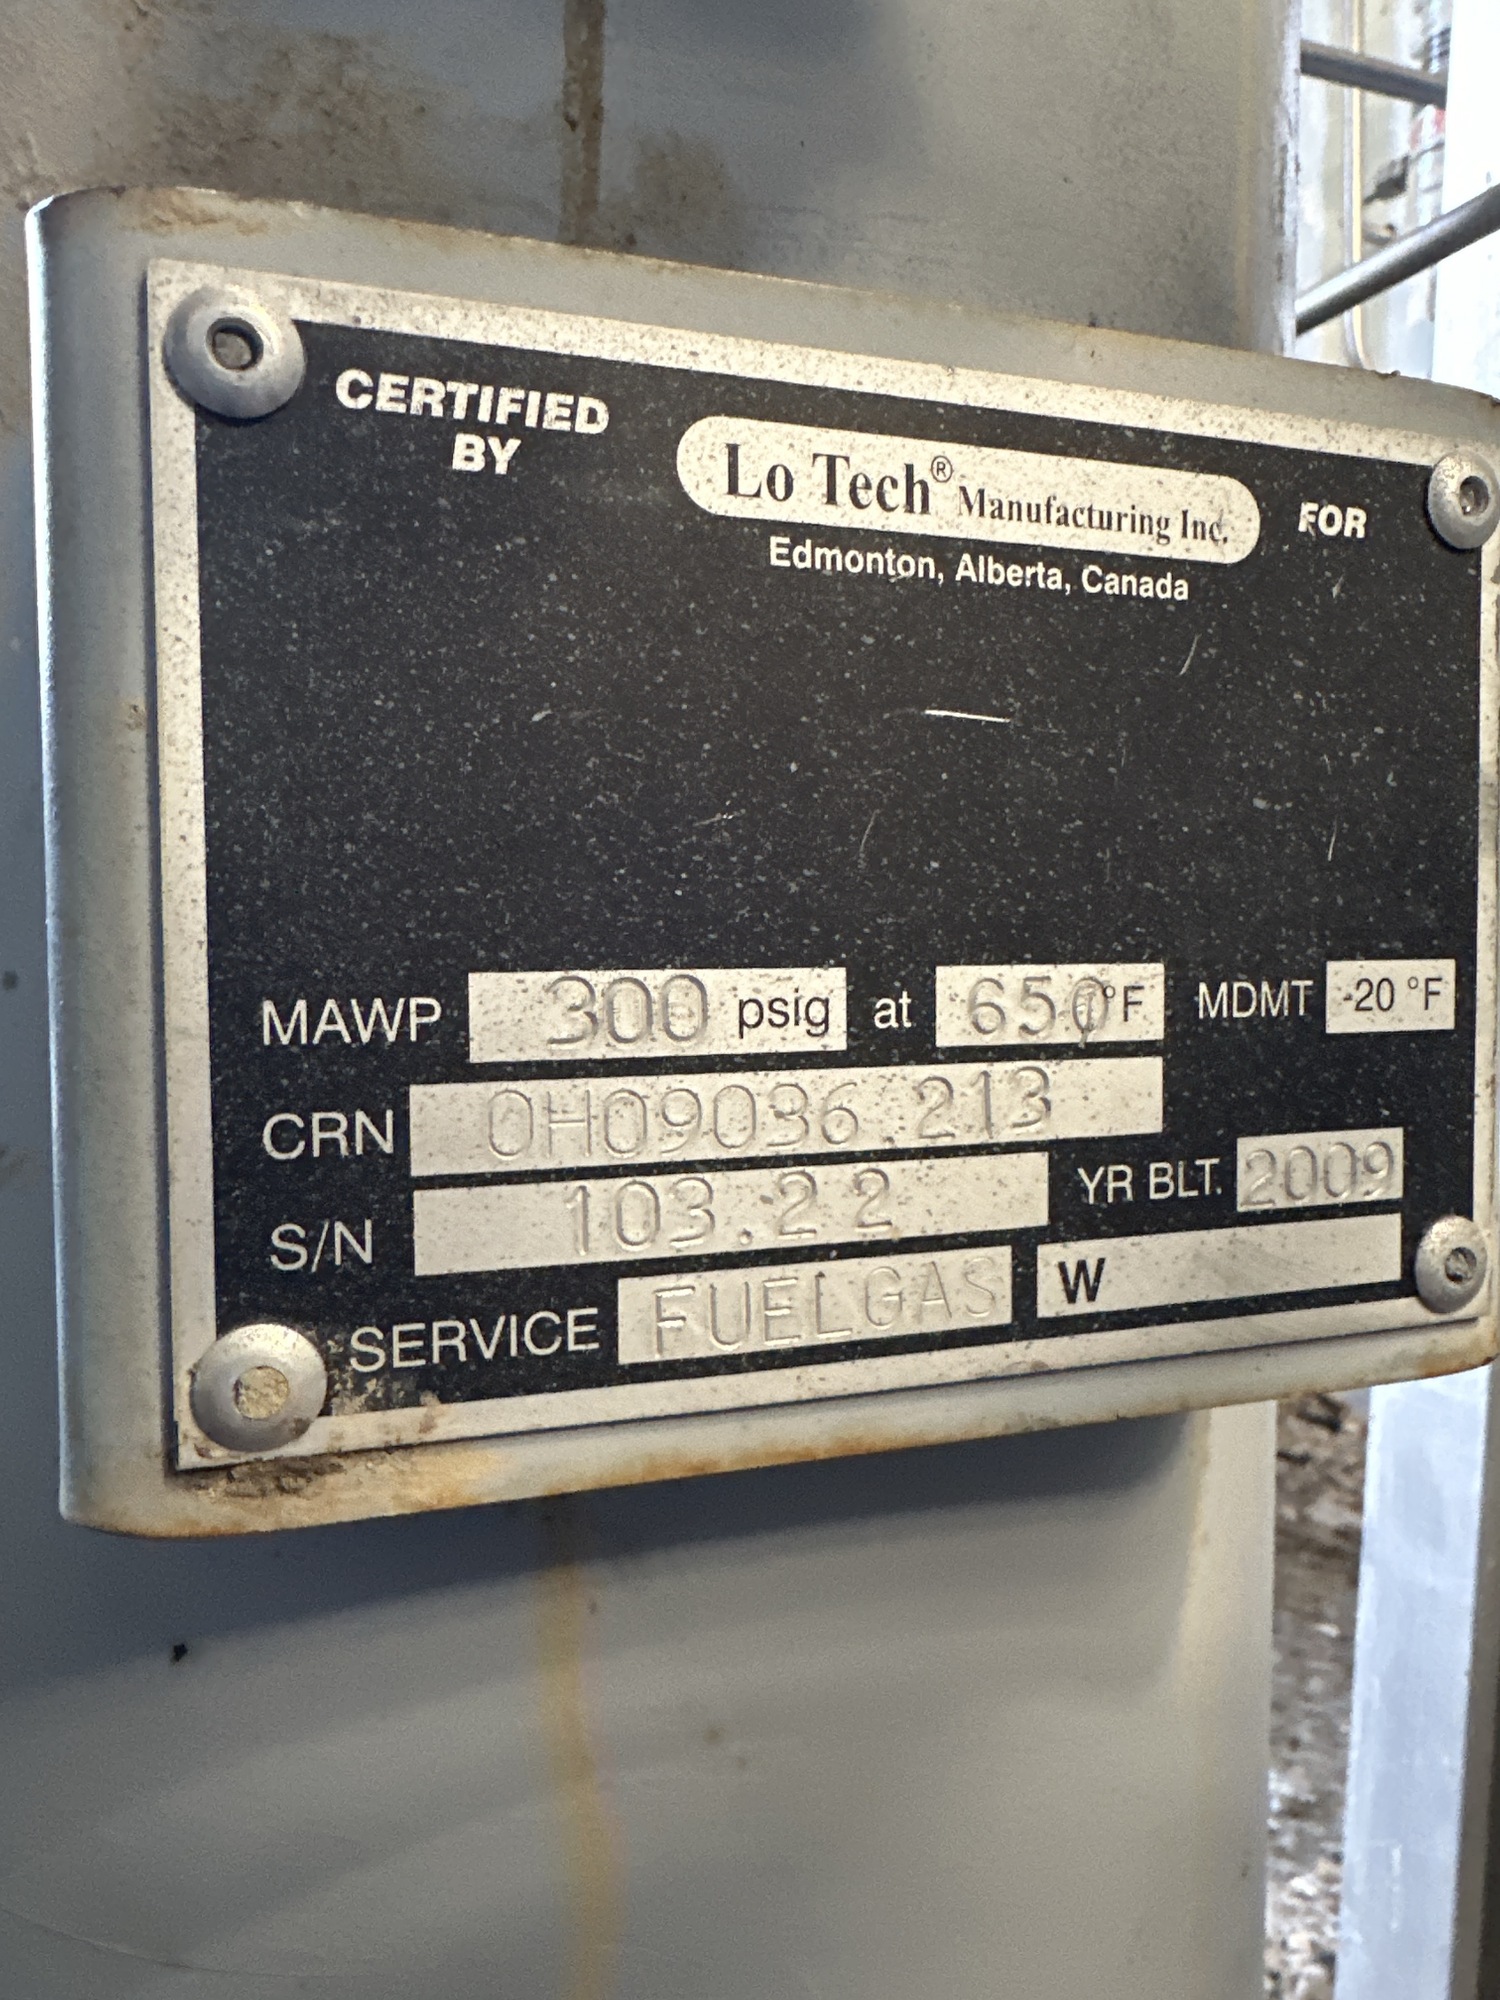 CERTIFIED BY
Lo Tech® Manufacturing Inc. FOR
Edmonton, Alberta, Canada
MAWP 300 psig at 650°F MDMT -20 °F
CRN 0H09036.213
S/N 103.22 YR BLT. 2009
SERVICE FUELGAS W